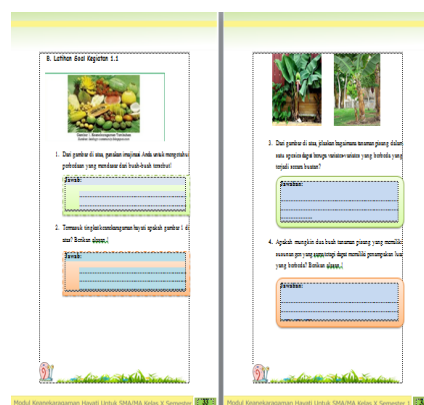 B. Latihan Soal Kegiatan 1.1
Gambar 1 Keanekaragaman Tumbuhan
1. Dari gambar di atas, gunakan imajinasi Anda untuk mengetahui
perbedaan yang mendasar dari buah-buah tersebut!
Jawab:
2. Termasuk tingkat keanekaragaman hayati apakah gambar 1 di
atas? Berikan alasan,!
Jawab:
Modul Keanekaragaman Hayati Untuk SMA/MA Kelas X Semester 33
3. Dari gambar di atas, jelaskan bagaimana tanaman pisang dalam
satu spesies dapat berupa variasi-variasi yang berbeda yang
terjadi secara buatan?
Jawaban:
4. Apakah mungkin dua buah tanaman pisang yang memiliki
susunan gen yang sama tetapi dapat memiliki penampakan luar
yang berbeda? Berikan alasan,!
Jawaban:
Modul Keanekaragaman Hayati Untuk SMA/MA Kelas X Semester 1